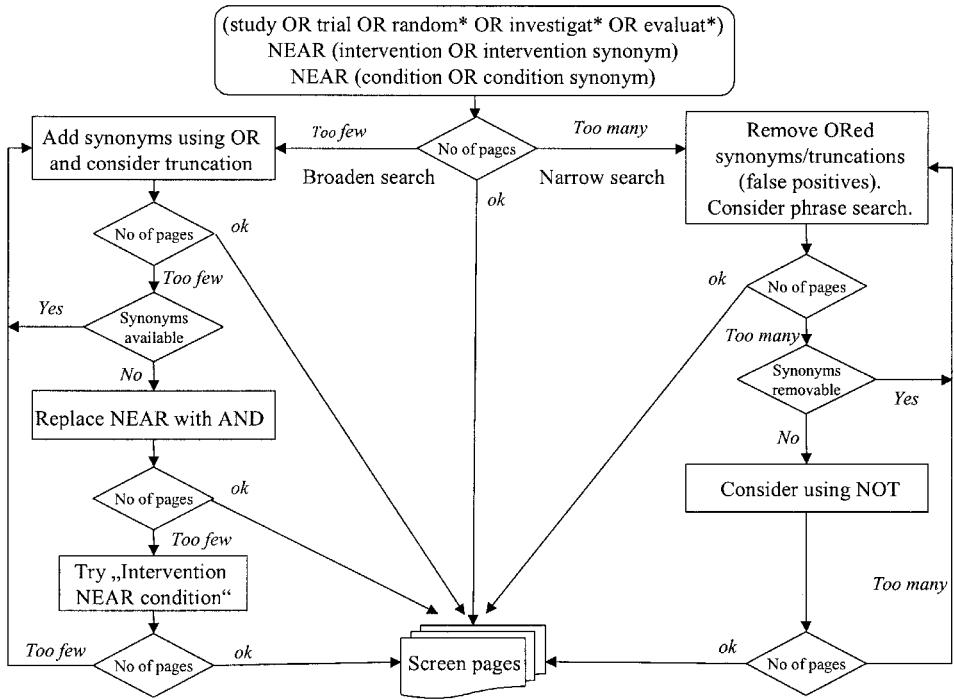 (study OR trial OR random* OR investigat* OR evaluat*)
NEAR (intervention OR intervention synonym)
NEAR (condition OR condition synonym)
Add synonyms using OR
and consider truncation
Too few
No of pages
Too many
Broaden search
Narrow search
ok
Remove ORed
synonyms/truncations
(false positives).
Consider phrase search.
No of pages
ok
Too few
Yes
Synonyms
available
No
Replace NEAR with AND
No of pages
ok
Too few
Try „Intervention
NEAR condition“
Too few
No of pages
ok
Screen pages
ok
No of pages
Too many
Synonyms
removable
Yes
No
Consider using NOT
Too many
ok
No of pages